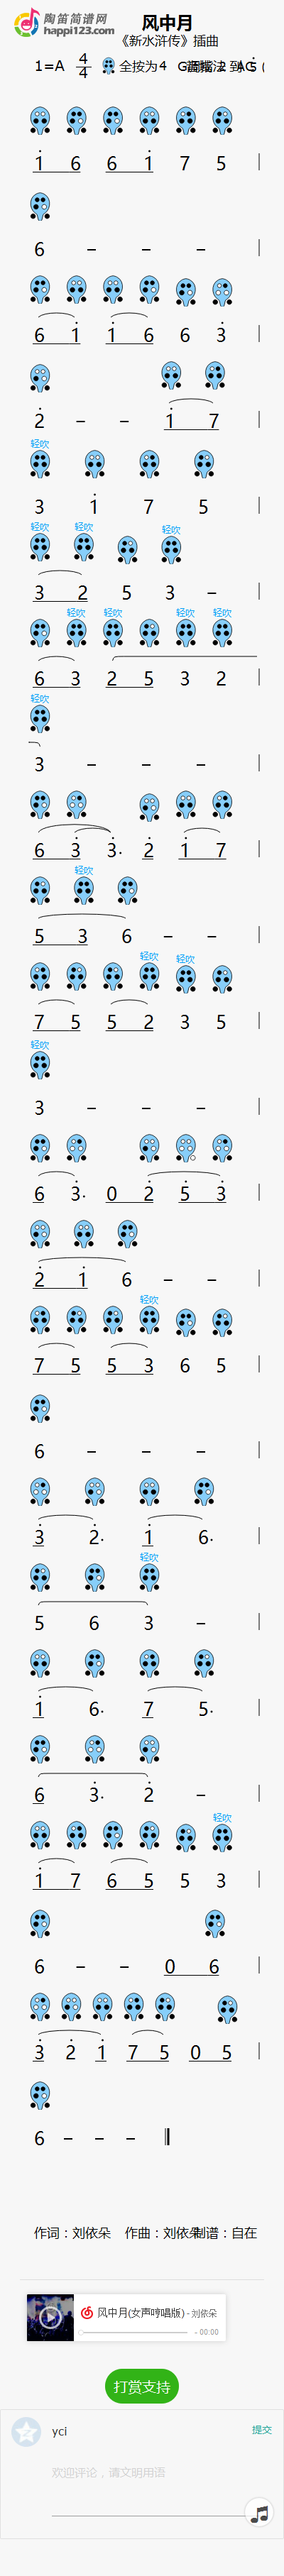 陶笛简谱网
happi123.com
风中月
《新水浒传》插曲
1=A 4/4 全按为4
1̇ 6 6 1̇ 7 5 |
6 - - - |
6 1̇ 1̇ 6 6 3̇ |
2̇ - - 1̇ 7 |
轻吹
3 1̇ 7 5 |
轻吹 轻吹 轻吹
3 2 5 3 - |
轻吹 轻吹 轻吹 轻吹
6 3 2 5 3 2 |
轻吹
3 - - - |
6 3̇ 3̇· 2̇ 1̇ 7 |
轻吹
5 3 6 - - |
轻吹 轻吹
7 5 5 2 3 5 |
轻吹
3 - - - |
6 3̇· 0 2̇ 5̇ 3̇ |
2̇ 1̇ 6 - - |
轻吹
7 5 5 3 6 5 |
6 - - - |
3̇ 2̇· 1̇ 6· |
轻吹
5 6 3 - |
1̇ 6· 7 5· |
6 3̇· 2̇ - |
轻吹
1̇ 7 6 5 5 3 |
6 - - 0 6 |
3̇ 2̇ 1̇ 7 5 0 5 |
6 - - - ‖
作词：刘依朵 作曲：刘依朵 制谱：自在
风中月(女声哼唱版) - 刘依朵
- 00:00
打赏支持
yci 提交
欢迎评论，请文明用语